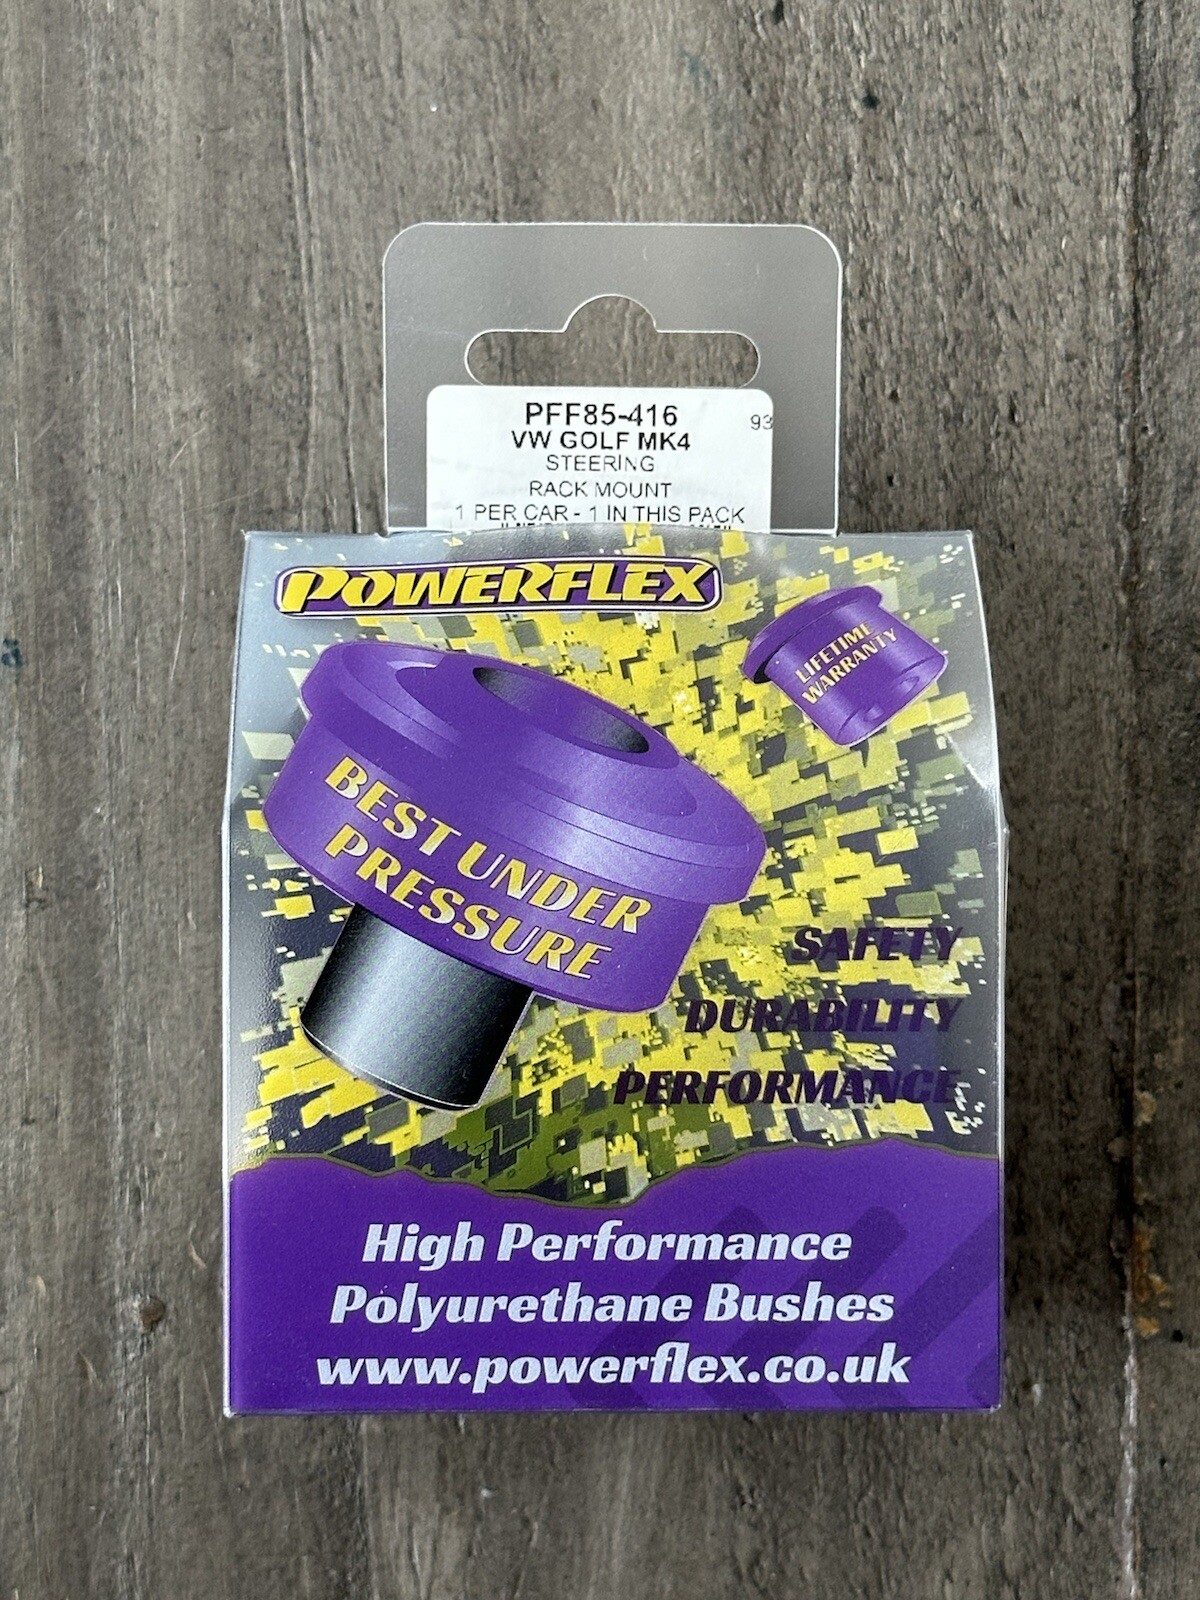 PFF85-416
93
VW GOLF MK4
STEERING
RACK MOUNT
1 PER CAR - 1 IN THIS PACK
POWERFLEX
LIFETIME
WARRANTY
BEST UNDER
PRESSURE
SAFETY
DURABILITY
PERFORMANCE
High Performance
Polyurethane Bushes
www.powerflex.co.uk